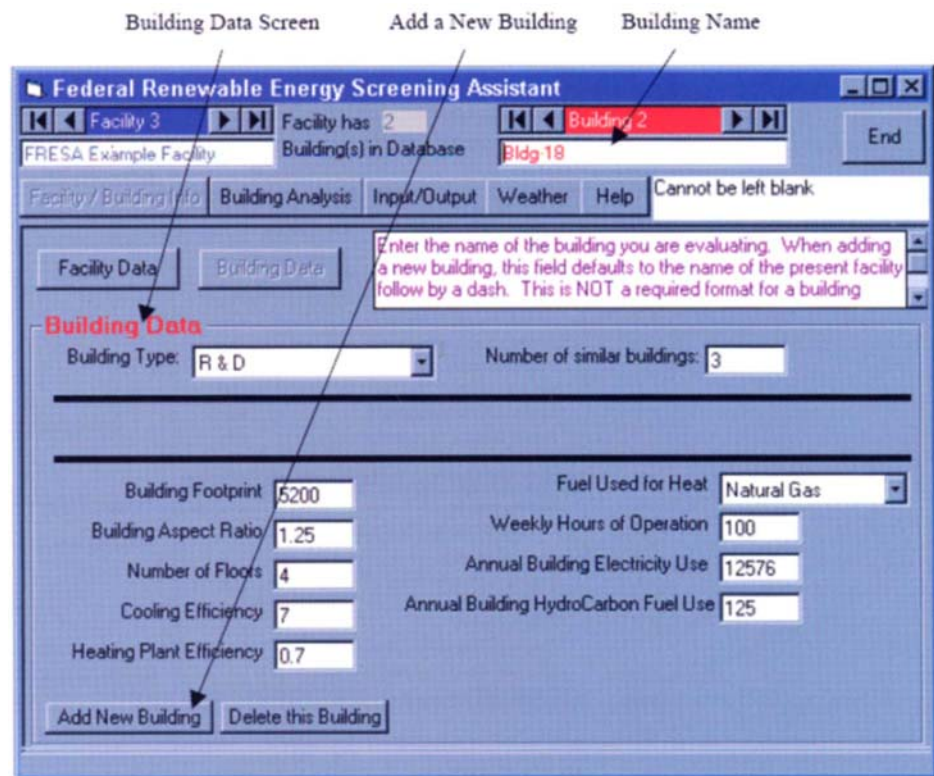 Building Data Screen
Add a New Building
Building Name
Federal Renewable Energy Screening Assistant
Facility 3
Facility has 2
Building 2
End
FRESA Example Facility
Building(s) in Database
Bldg-18
Facility / Building Info
Building Analysis
Input/Output
Weather
Help
Cannot be left blank
Facility Data
Building Data
Enter the name of the building you are evaluating. When adding
a new building, this field defaults to the name of the present facility
follow by a dash. This is NOT a required format for a building
Building Data
Building Type: R & D
Number of similar buildings: 3
Building Footprint 5200
Fuel Used for Heat Natural Gas
Building Aspect Ratio 1.25
Weekly Hours of Operation 100
Number of Floors 4
Annual Building Electricity Use 12576
Cooling Efficiency 7
Annual Building HydroCarbon Fuel Use 125
Heating Plant Efficiency 0.7
Add New Building
Delete this Building